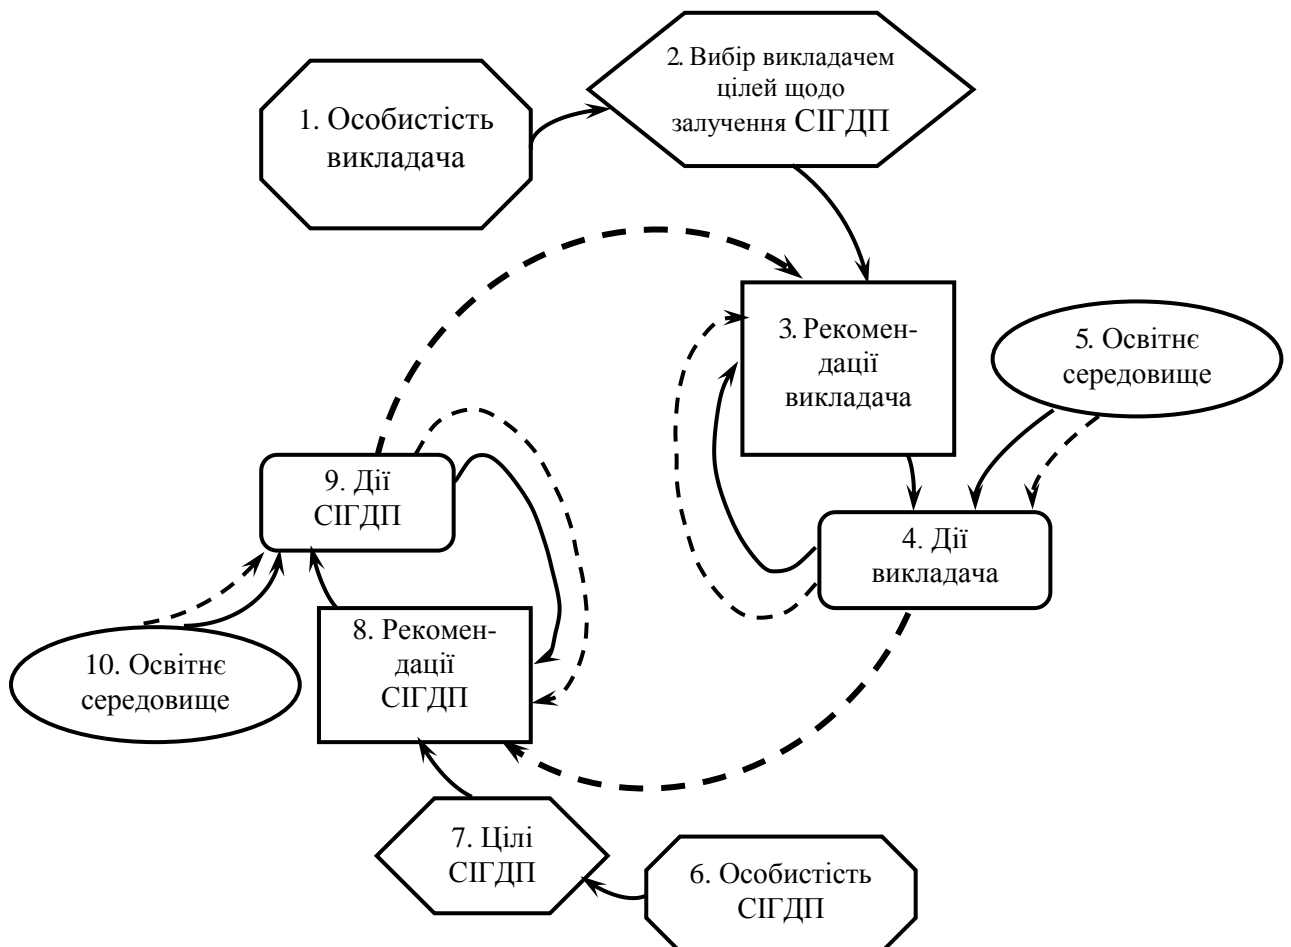 1. Особистість
викладача
2. Вибір викладачем
цілей щодо
залучення СІГДП
3. Рекомен-
дації
викладача
4. Дії
викладача
5. Освітнє
середовище
6. Особистість
СІГДП
7. Цілі
СІГДП
8. Рекомен-
дації
СІГДП
9. Дії
СІГДП
10. Освітнє
середовище